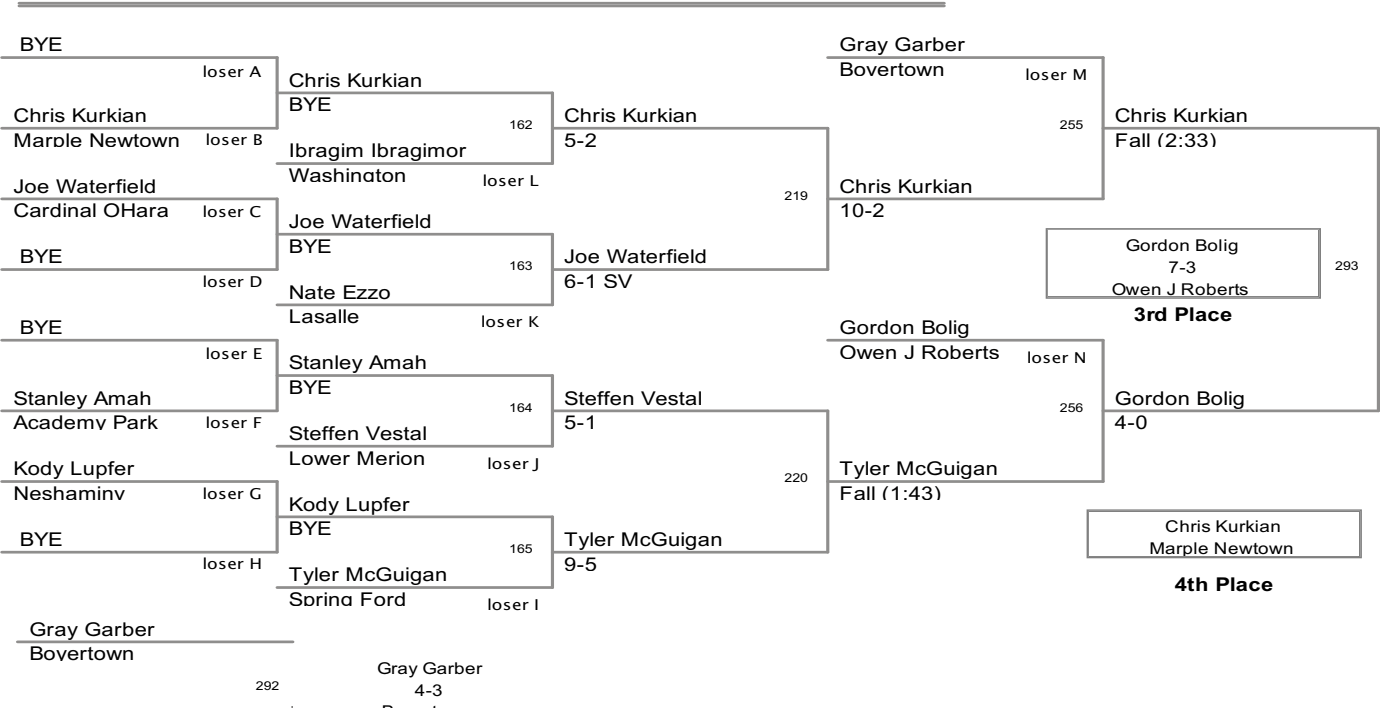 BYE
loser A
Chris Kurkian
Marple Newtown
loser B
Joe Waterfield
Cardinal OHara
loser C
BYE
loser D
BYE
loser E
Stanley Amah
Academy Park
loser F
Kody Lupfer
Neshaminy
loser G
BYE
loser H
Chris Kurkian
BYE
162
Ibragim Ibragimor
Washington
loser L
Joe Waterfield
BYE
163
Nate Ezzo
Lasalle
loser K
Stanley Amah
BYE
164
Steffen Vestal
Lower Merion
loser J
Kody Lupfer
BYE
165
Tyler McGuigan
Spring Ford
loser I
Chris Kurkian
5-2
219
Joe Waterfield
6-1 SV
Steffen Vestal
5-1
220
Tyler McGuigan
9-5
Gray Garber
Boyertown
loser M
255
Chris Kurkian
10-2
Gordon Bolig
Owen J Roberts
loser N
256
Tyler McGuigan
Fall (1:43)
Chris Kurkian
Fall (2:33)
Gordon Bolig
7-3
Owen J Roberts
293
3rd Place
Gordon Bolig
4-0
Chris Kurkian
Marple Newtown
4th Place
Gray Garber
Boyertown
292
Gray Garber
4-3